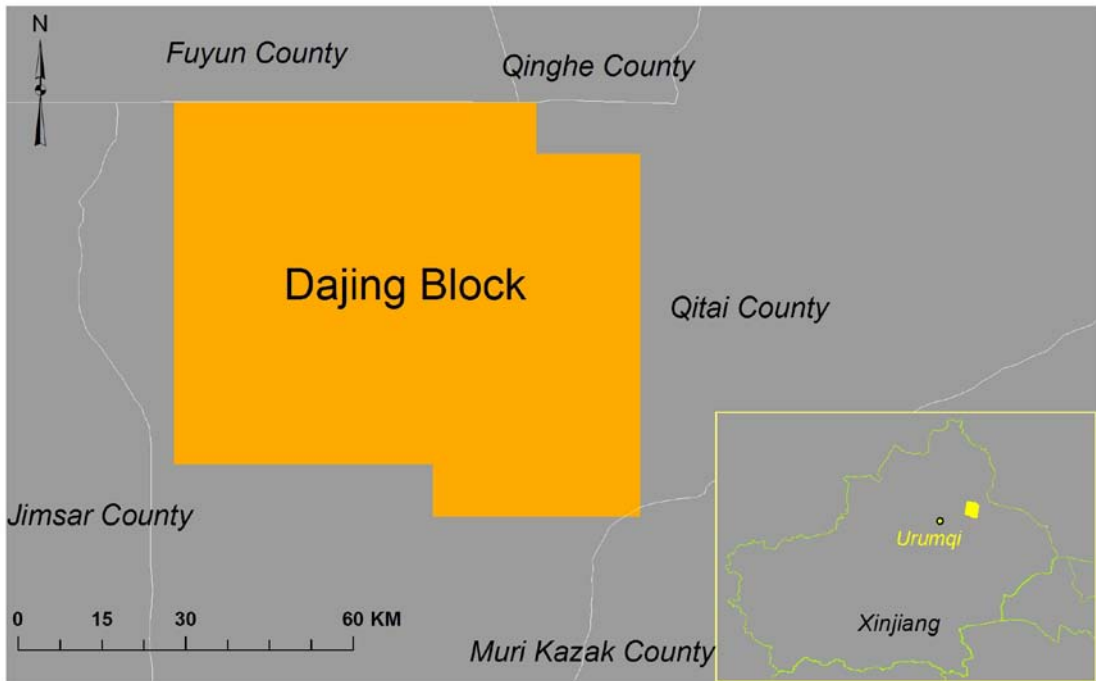 N
Fuyun County
Qinghe County
Dajing Block
Qitai County
Jimsar County
Urumqi
0 15 30 60 KM
Xinjiang
Muri Kazak County